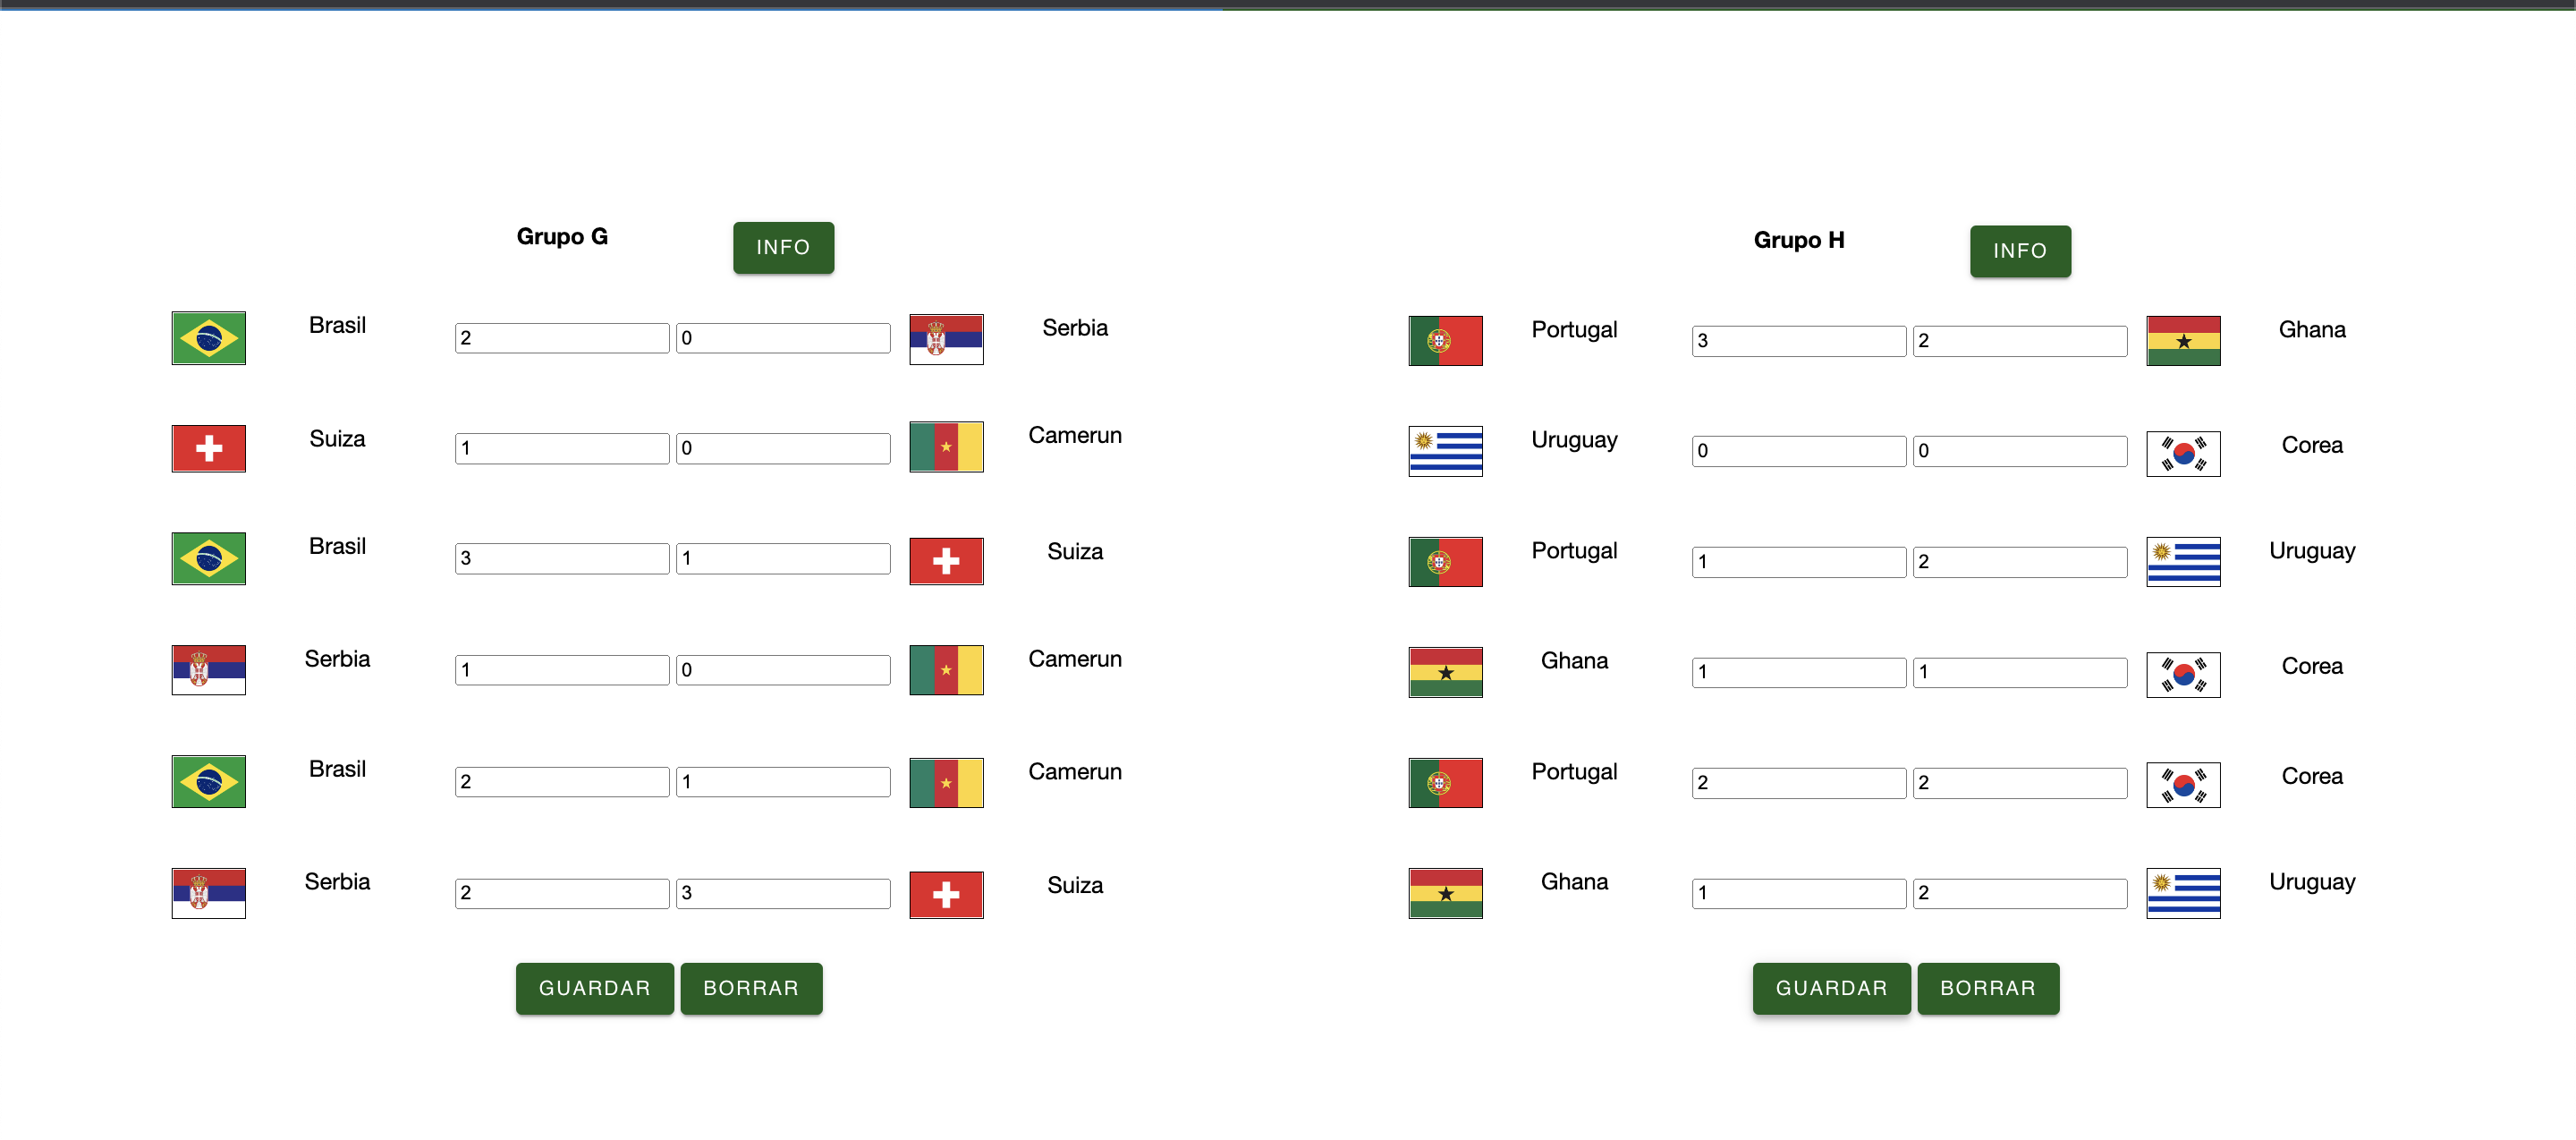 Grupo G INFO
Brasil 2 0 Serbia
Suiza 1 0 Camerun
Brasil 3 1 Suiza
Serbia 1 0 Camerun
Brasil 2 1 Camerun
Serbia 2 3 Suiza
GUARDAR BORRAR
Grupo H INFO
Portugal 3 2 Ghana
Uruguay 0 0 Corea
Portugal 1 2 Uruguay
Ghana 1 1 Corea
Portugal 2 2 Corea
Ghana 1 2 Uruguay
GUARDAR BORRAR